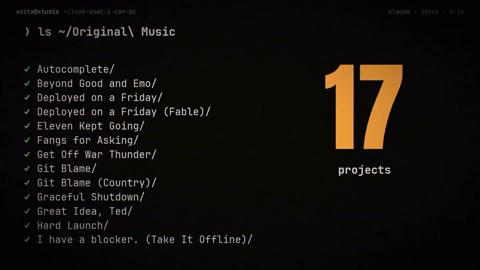 adita@studio ~/look-what-i-can-do
claude · intro · 0:14
❯ ls ~/Original\ Music
✓ Autocomplete/
✓ Beyond Good and Emo/
✓ Deployed on a Friday/
✓ Deployed on a Friday (Fable)/
✓ Eleven Kept Going/
✓ Fangs for Asking/
✓ Get Off War Thunder/
✓ Git Blame/
✓ Git Blame (Country)/
✓ Graceful Shutdown/
✓ Great Idea, Ted/
✓ Hard Launch/
✓ I have a blocker. (Take It Offline)/
17
projects